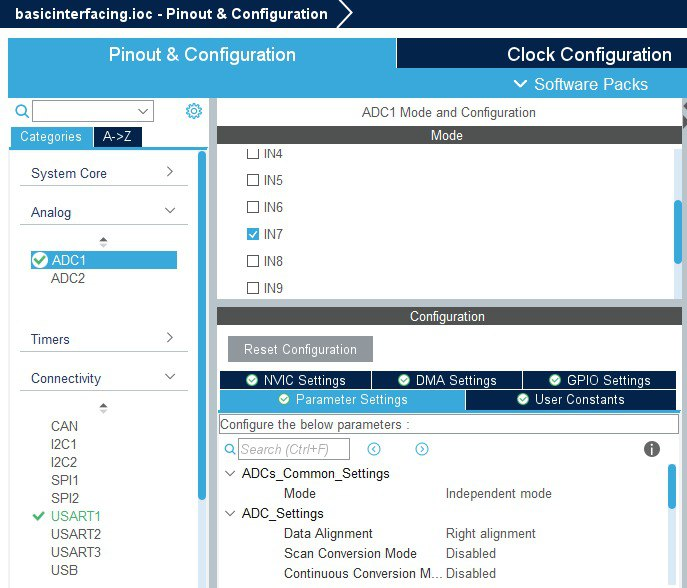 basicinterfacing.ioc - Pinout & Configuration
Pinout & Configuration
Clock Configuration
Software Packs
Categories
A->Z
System Core
Analog
ADC1
ADC2
Timers
Connectivity
CAN
I2C1
I2C2
SPI1
SPI2
USART1
USART2
USART3
USB
ADC1 Mode and Configuration
Mode
IN4
IN5
IN6
IN7
IN8
IN9
Configuration
Reset Configuration
NVIC Settings
DMA Settings
GPIO Settings
Parameter Settings
User Constants
Configure the below parameters :
Search (Ctrl+F)
ADCs_Common_Settings
Mode Independent mode
ADC_Settings
Data Alignment Right alignment
Scan Conversion Mode Disabled
Continuous Conversion M... Disabled